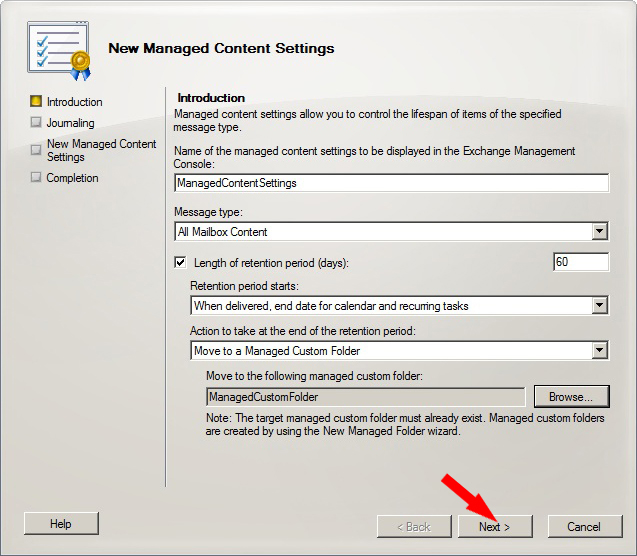 New Managed Content Settings
Introduction
Journaling
New Managed Content
Settings
Completion
Introduction
Managed content settings allow you to control the lifespan of items of the specified
message type.
Name of the managed content settings to be displayed in the Exchange Management
Console:
ManagedContentSettings
Message type:
All Mailbox Content
Length of retention period (days):
60
Retention period starts:
When delivered, end date for calendar and recurring tasks
Action to take at the end of the retention period:
Move to a Managed Custom Folder
Move to the following managed custom folder:
ManagedCustomFolder
Browse...
Note: The target managed custom folder must already exist. Managed custom folders
are created by using the New Managed Folder wizard.
Help
< Back
Next >
Cancel